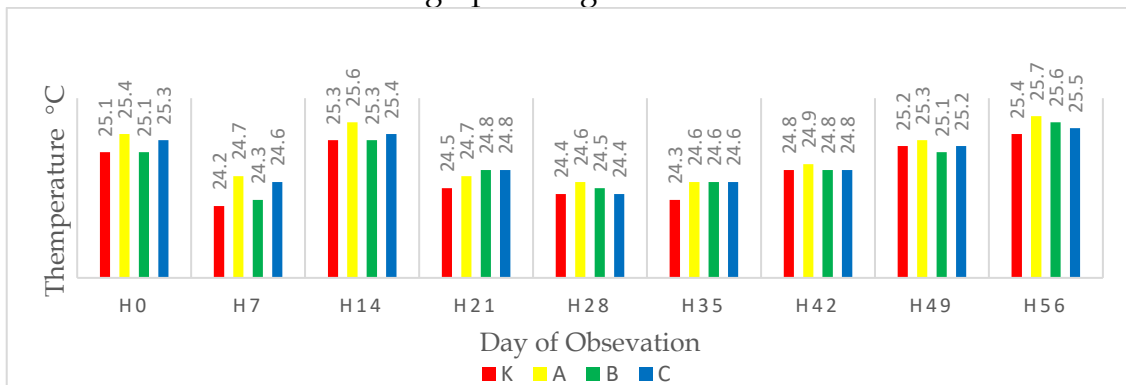 Themperature °C
25.1 25.4 25.1 25.3
24.2 24.7 24.3 24.6
25.3 25.6 25.3 25.4
24.5 24.7 24.8 24.8
24.4 24.6 24.5 24.4
24.3 24.6 24.6 24.6
24.8 24.9 24.8 24.8
25.2 25.3 25.1 25.2
25.4 25.7 25.6 25.5
H0 H7 H14 H21 H28 H35 H42 H49 H56
Day of Obsevation
K A B C